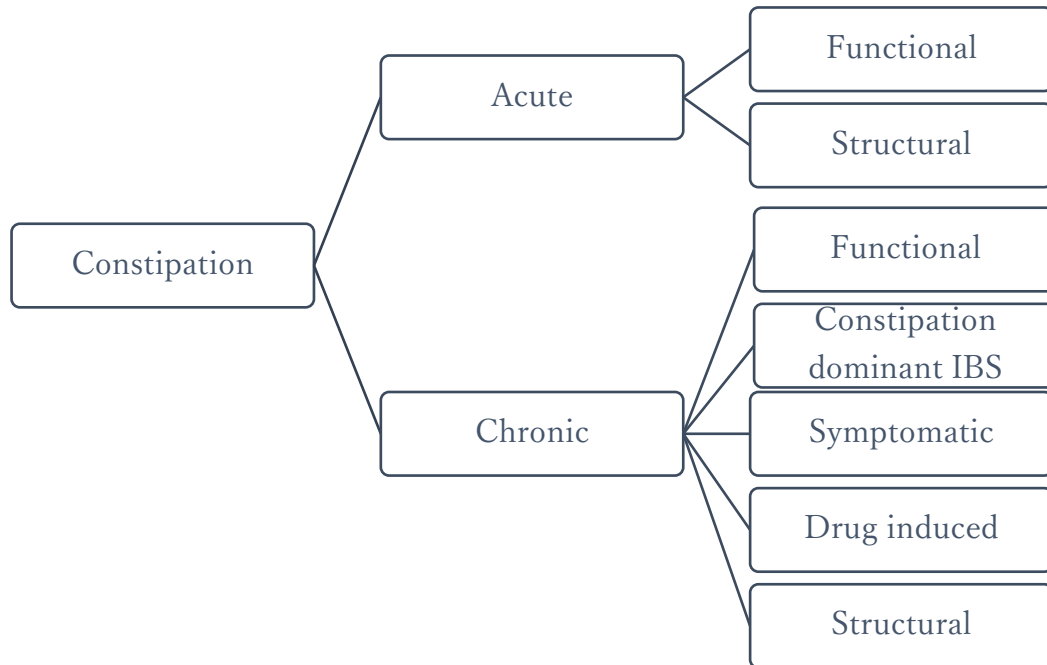 Constipation
Acute
Functional
Structural
Chronic
Functional
Constipation
dominant IBS
Symptomatic
Drug induced
Structural